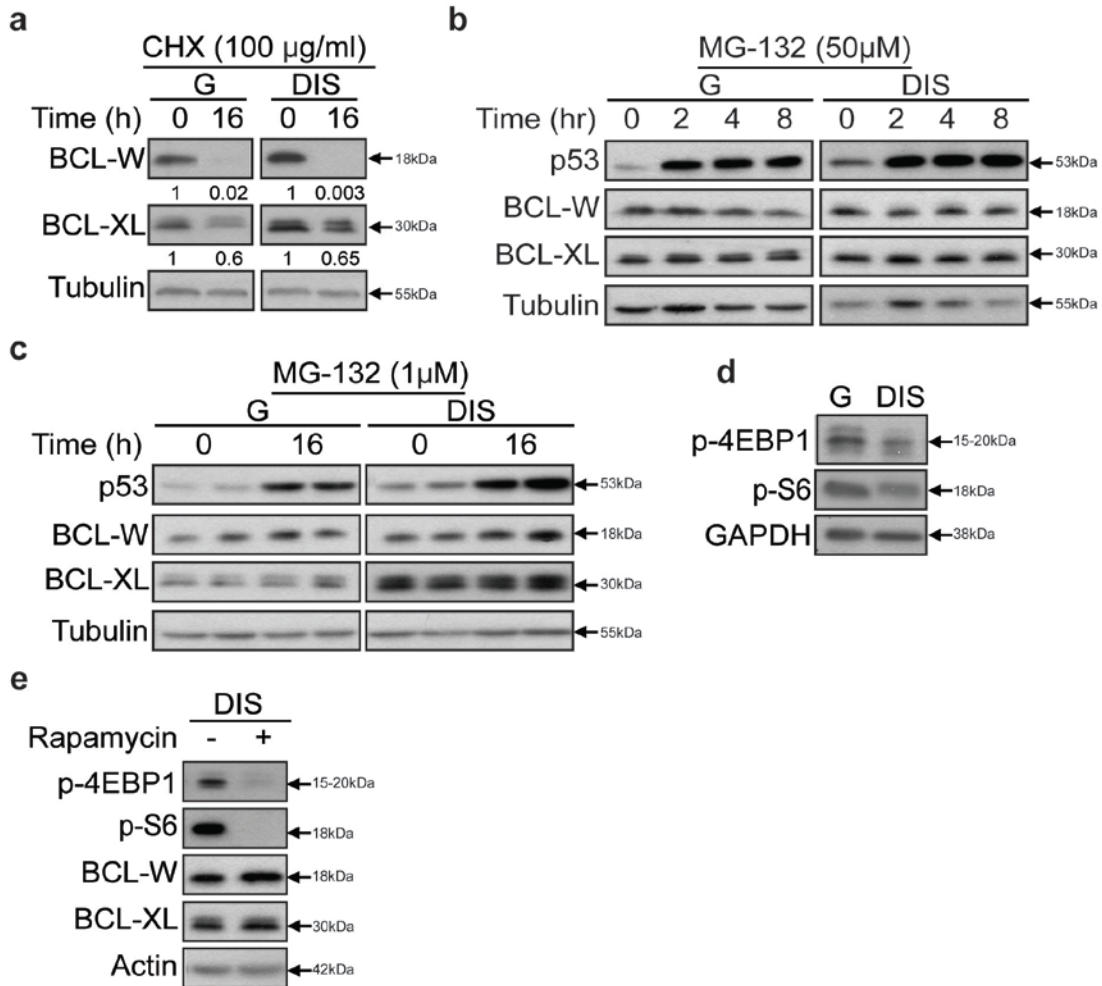 a
CHX (100 µg/ml)
G DIS
Time (h) 0 16 0 16
BCL-W 18kDa
1 0.02 1 0.003
BCL-XL 30kDa
1 0.6 1 0.65
Tubulin 55kDa
b
MG-132 (50µM)
G DIS
Time (hr) 0 2 4 8 0 2 4 8
p53 53kDa
BCL-W 18kDa
BCL-XL 30kDa
Tubulin 55kDa
c
MG-132 (1µM)
G DIS
Time (h) 0 16 0 16
p53 53kDa
BCL-W 18kDa
BCL-XL 30kDa
Tubulin 55kDa
d
G DIS
p-4EBP1 15-20kDa
p-S6 18kDa
GAPDH 38kDa
e
DIS
Rapamycin - +
p-4EBP1 15-20kDa
p-S6 18kDa
BCL-W 18kDa
BCL-XL 30kDa
Actin 42kDa